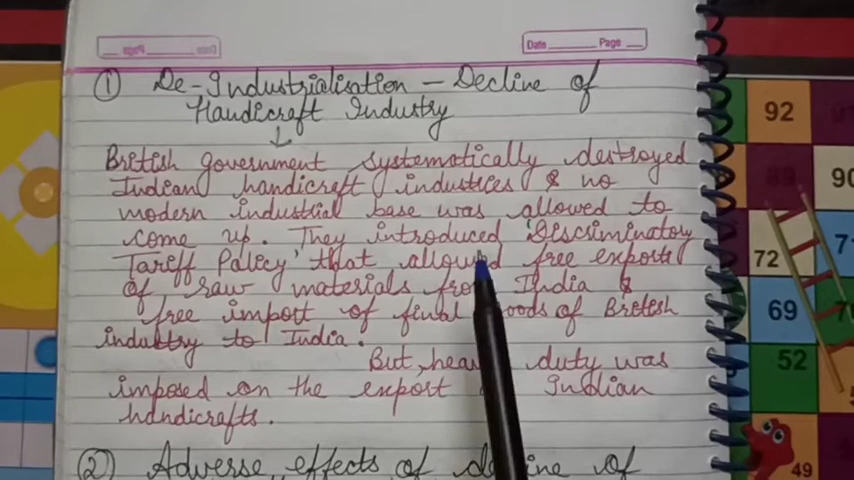 Date Page
① De-Industrialisation – Decline of
Handicraft Industry
↓
British government systematically destroyed
Indian handicraft industries & no
modern industrial base was allowed to
come up. They introduced 'Discriminatory
Tariff Policy' that allowed free exports
of raw materials from India &
free import of final goods of British
industry to India.
But, heavy duty was
imposed on the export of Indian
handicrafts.
② Adverse effects of decline of
92
90
72
69
52
49